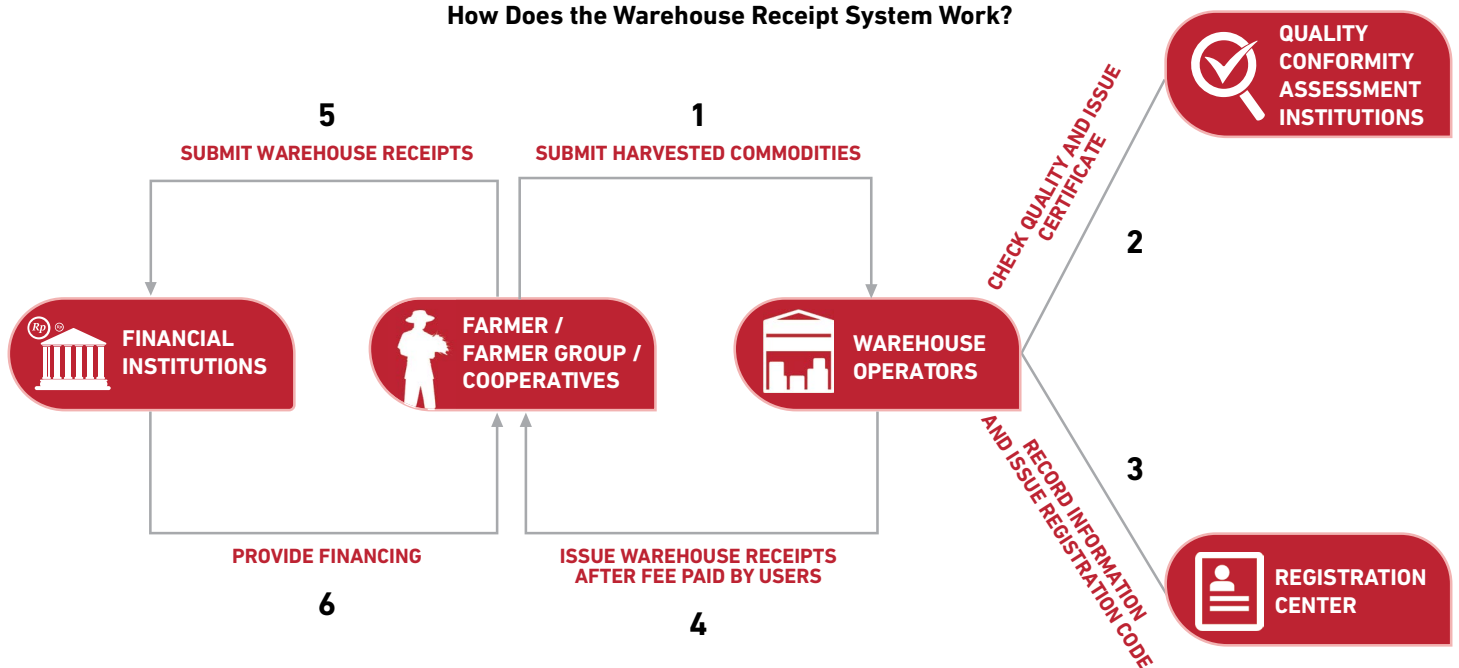 How Does the Warehouse Receipt System Work?
QUALITY
CONFORMITY
ASSESSMENT
INSTITUTIONS
5
SUBMIT WAREHOUSE RECEIPTS
1
SUBMIT HARVESTED COMMODITIES
CHECK QUALITY AND ISSUE
CERTIFICATE
2
Rp
Rp
FINANCIAL
INSTITUTIONS
FARMER /
FARMER GROUP /
COOPERATIVES
WAREHOUSE
OPERATORS
RECORD INFORMATION
AND ISSUE REGISTRATION CODE
3
PROVIDE FINANCING
6
ISSUE WAREHOUSE RECEIPTS
AFTER FEE PAID BY USERS
4
REGISTRATION
CENTER